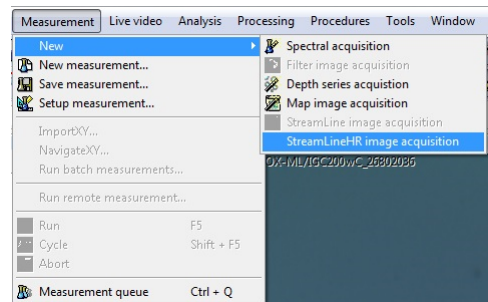 Measurement Live video Analysis Processing Procedures Tools Window
New
New measurement...
Save measurement...
Setup measurement...
ImportXY...
NavigateXY...
Run batch measurements...
Run remote measurement...
Run F5
Cycle Shift + F5
Abort
Measurement queue Ctrl + Q
Spectral acquisition
Filter image acquisition
Depth series acquistion
Map image acquisition
StreamLine image acquisition
StreamLineHR image acquisition